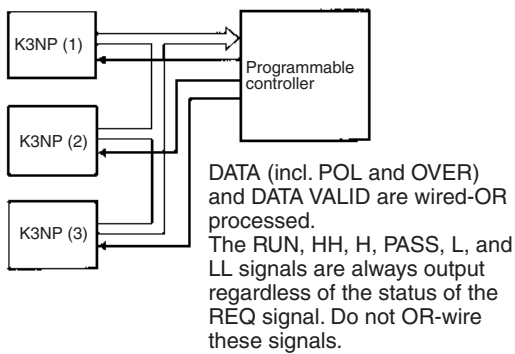 K3NP (1)
Programmable
controller
K3NP (2)
K3NP (3)
DATA (incl. POL and OVER)
and DATA VALID are wired-OR
processed.
The RUN, HH, H, PASS, L, and
LL signals are always output
regardless of the status of the
REQ signal. Do not OR-wire
these signals.